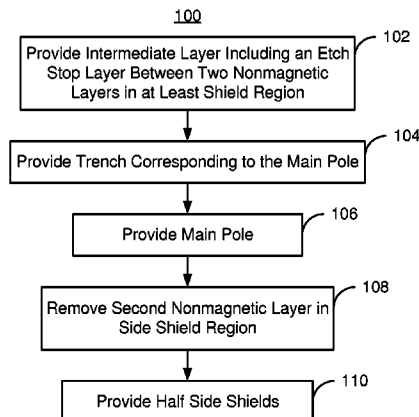 100
Provide Intermediate Layer Including an Etch
Stop Layer Between Two Nonmagnetic
Layers in at Least Shield Region
102
Provide Trench Corresponding to the Main Pole
104
Provide Main Pole
106
Remove Second Nonmagnetic Layer in
Side Shield Region
108
Provide Half Side Shields
110